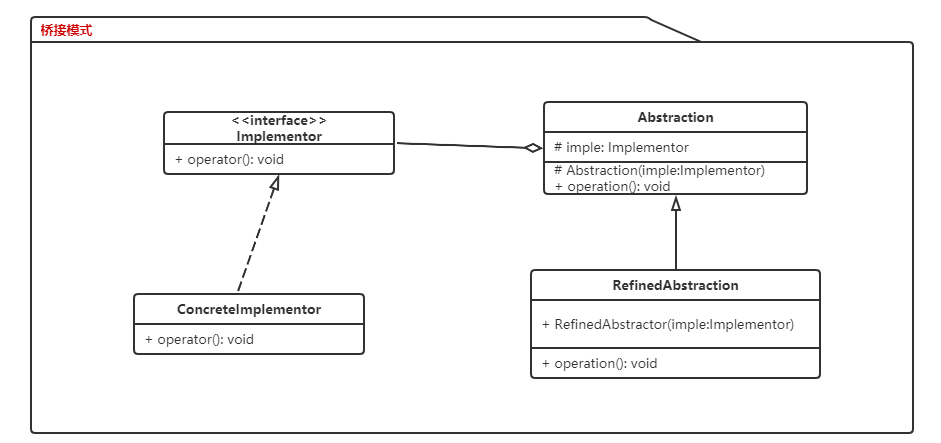 桥接模式
<<interface>>
Implementor
+ operator(): void
Abstraction
# imple: Implementor
# Abstraction(imple:Implementor)
+ operation(): void
ConcreteImplementor
+ operator(): void
RefinedAbstraction
+ RefinedAbstractor(imple:Implementor)
+ operation(): void